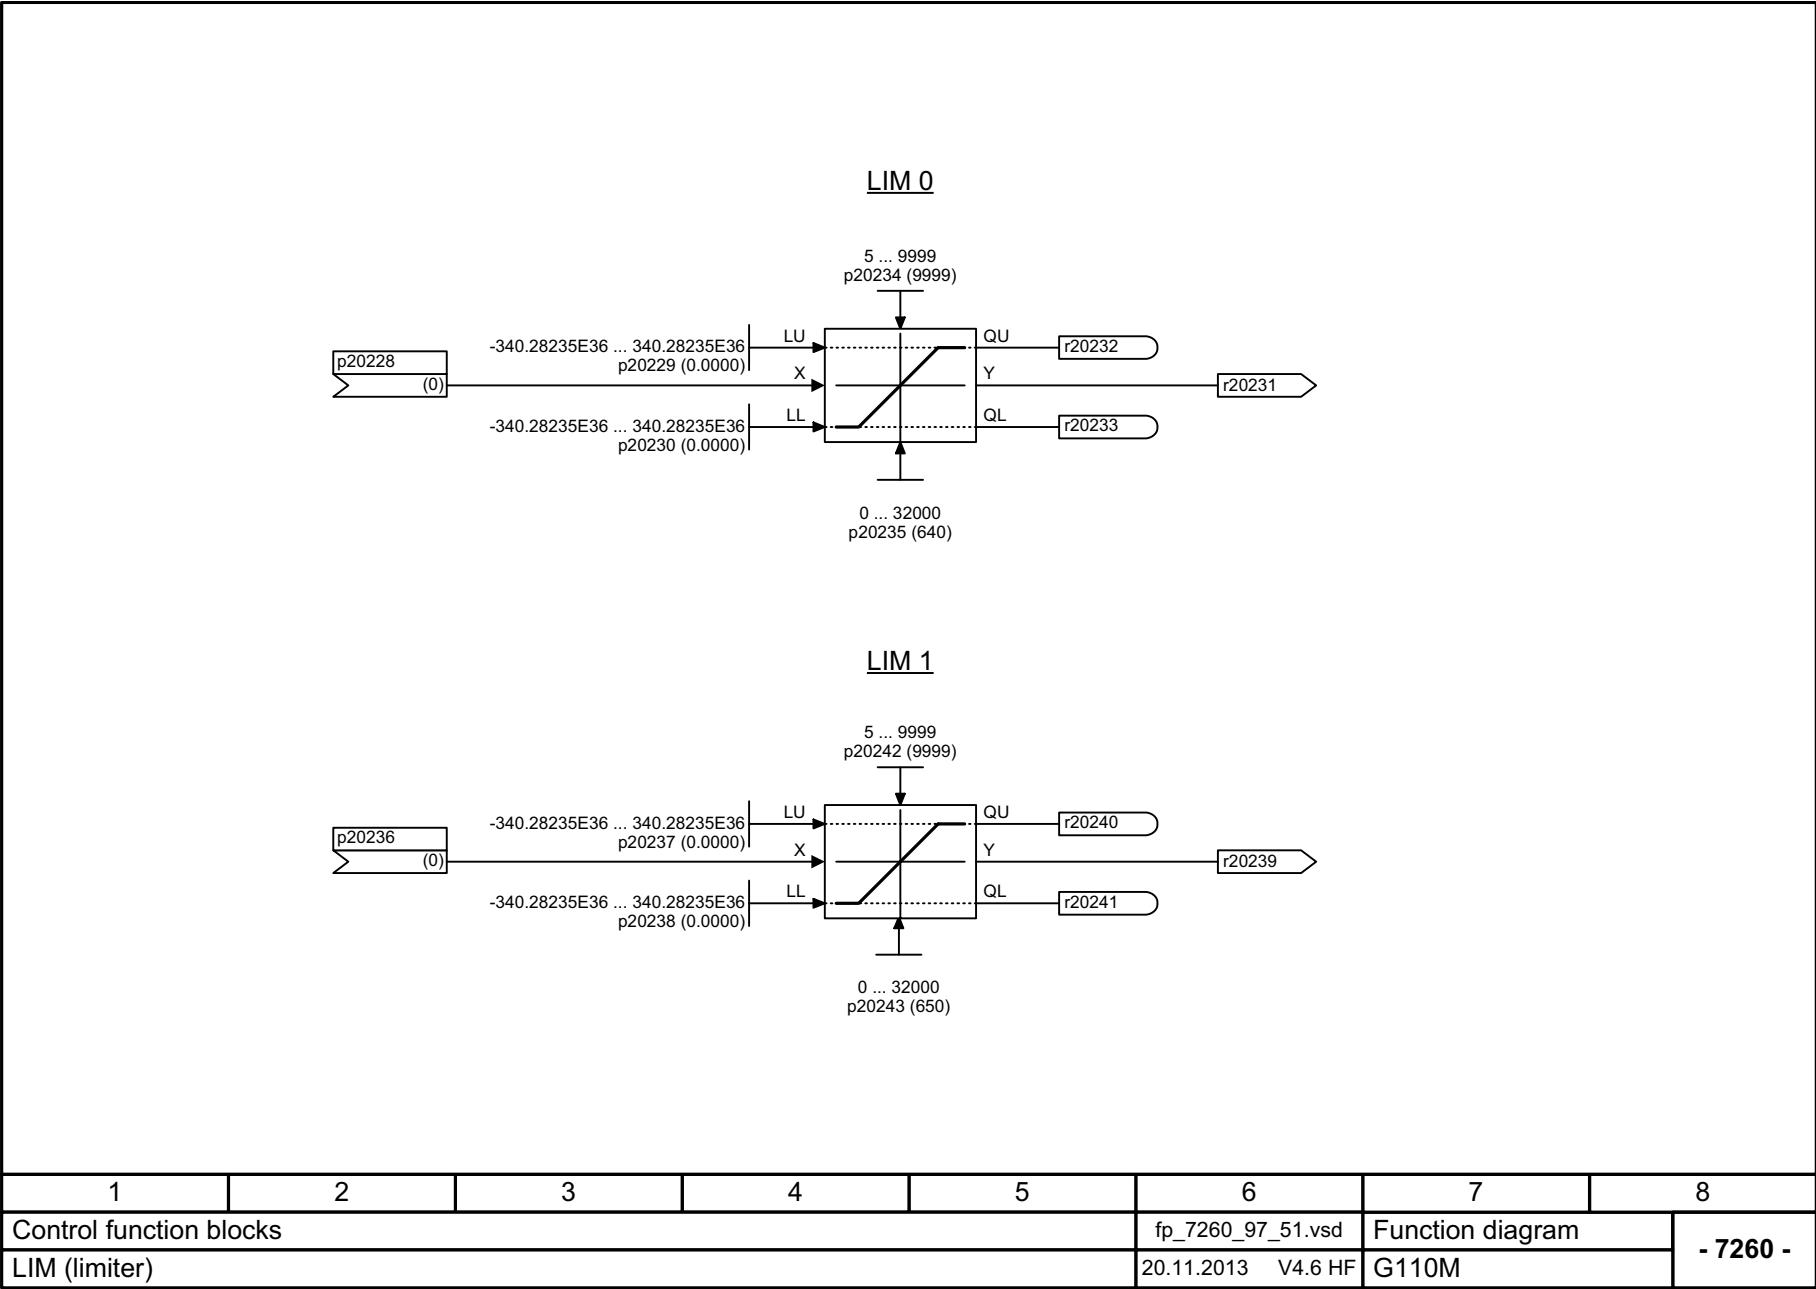 LIM 0
5 ... 9999
p20234 (9999)
-340.28235E36 ... 340.28235E36
p20229 (0.0000)
LU
QU
r20232
p20228
(0)
X
Y
r20231
-340.28235E36 ... 340.28235E36
p20230 (0.0000)
LL
QL
r20233
0 ... 32000
p20235 (640)
LIM 1
5 ... 9999
p20242 (9999)
-340.28235E36 ... 340.28235E36
p20237 (0.0000)
LU
QU
r20240
p20236
(0)
X
Y
r20239
-340.28235E36 ... 340.28235E36
p20238 (0.0000)
LL
QL
r20241
0 ... 32000
p20243 (650)
1 2 3 4 5 6 7 8
Control function blocks
fp_7260_97_51.vsd
Function diagram
- 7260 -
LIM (limiter)
20.11.2013 V4.6 HF
G110M